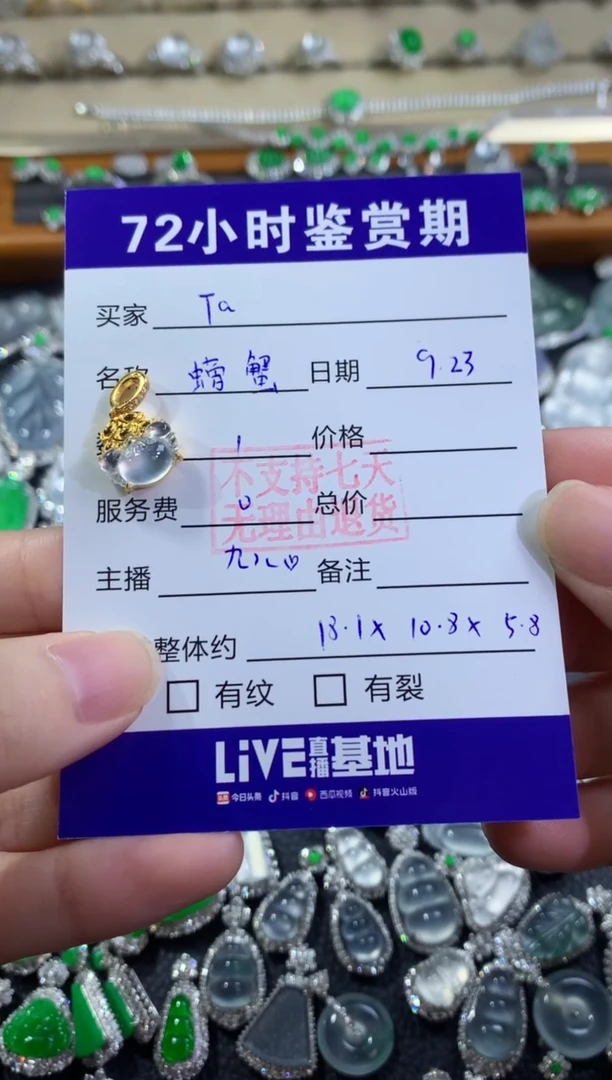 72小时鉴赏期
买家 Ta
名称 螃蟹 日期 9.23
1 价格
不支持七天
无理由退货
服务费 0 总价
主播 九儿 备注
整体约 13.1x 10.8x 5.8
有纹 有裂
LiVE直播基地
今日头条 抖音 西瓜视频 抖音火山版